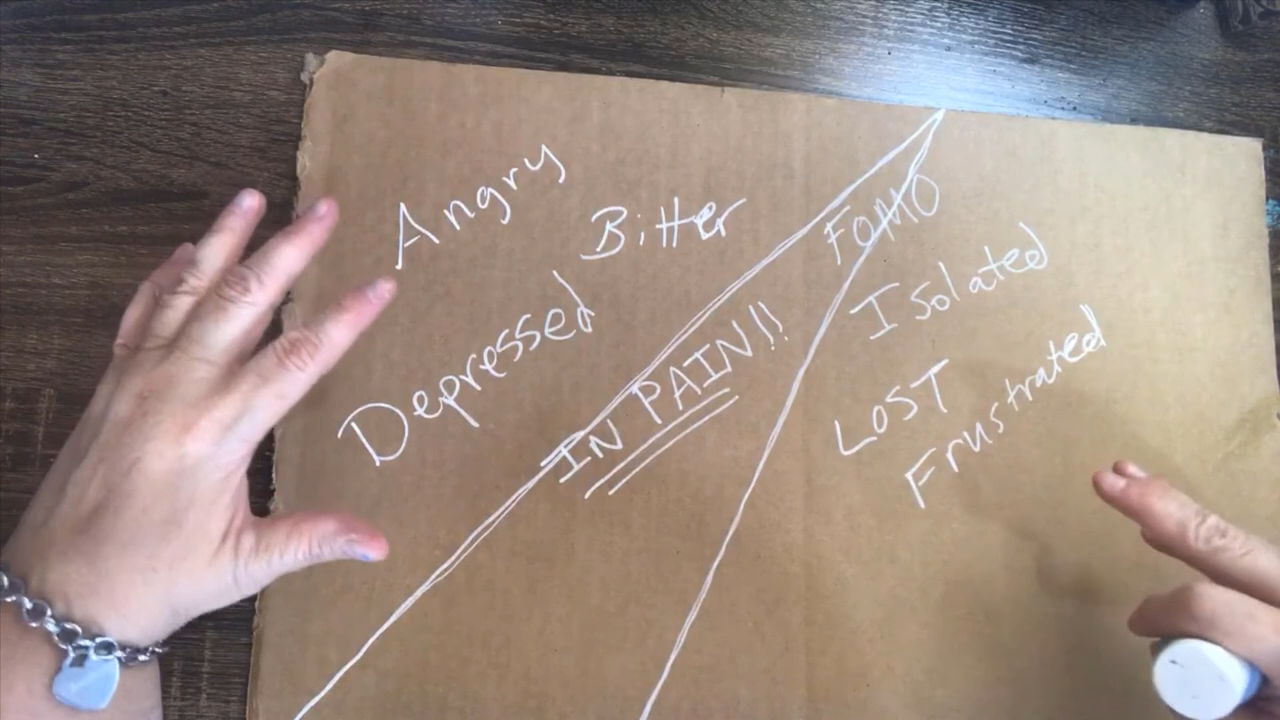 Angry
Bitter
Depressed
IN PAIN!!
FOMO
Isolated
LOST
Frustrated